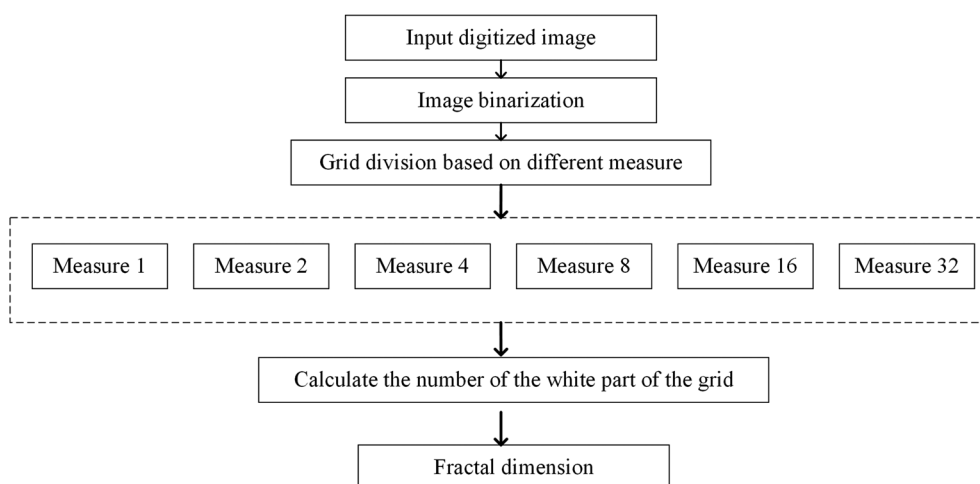 Input digitized image
Image binarization
Grid division based on different measure
Measure 1
Measure 2
Measure 4
Measure 8
Measure 16
Measure 32
Calculate the number of the white part of the grid
Fractal dimension